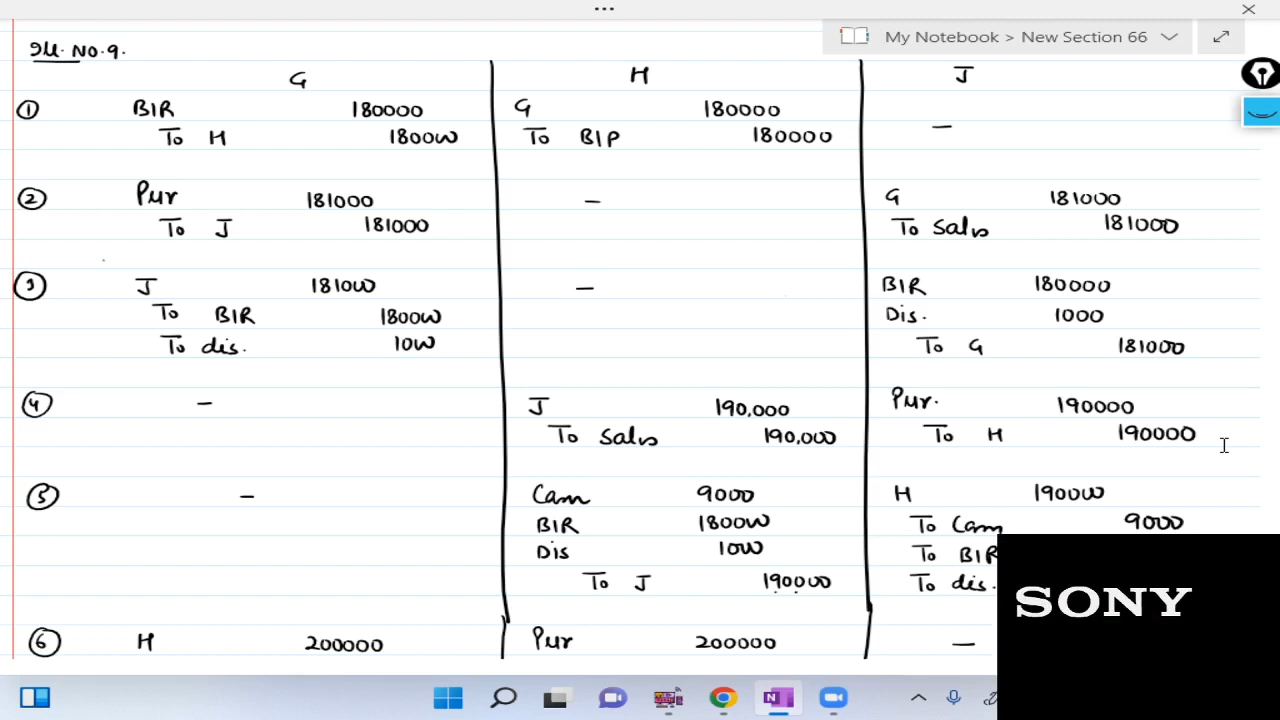 My Notebook > New Section 66
Ill. No. 9.
G H J
① BIR 180000 G 180000 —
To H 180000 To BIP 180000
② Pur 181000 — G 181000
To J 181000 To Sales 181000
③ J 181000 — BIR 180000
To BIR 180000 Dis. 1000
To dis. 1000 To G 181000
④ — J 190,000 Pur. 190000
To Sales 190,000 To H 190000
⑤ — Cash 9000 H 190000
BIR 180000 To Cash 9000
Dis 1000 To BIR
To J 190000 To dis.
SONY
⑥ H 200000 Pur 200000 —